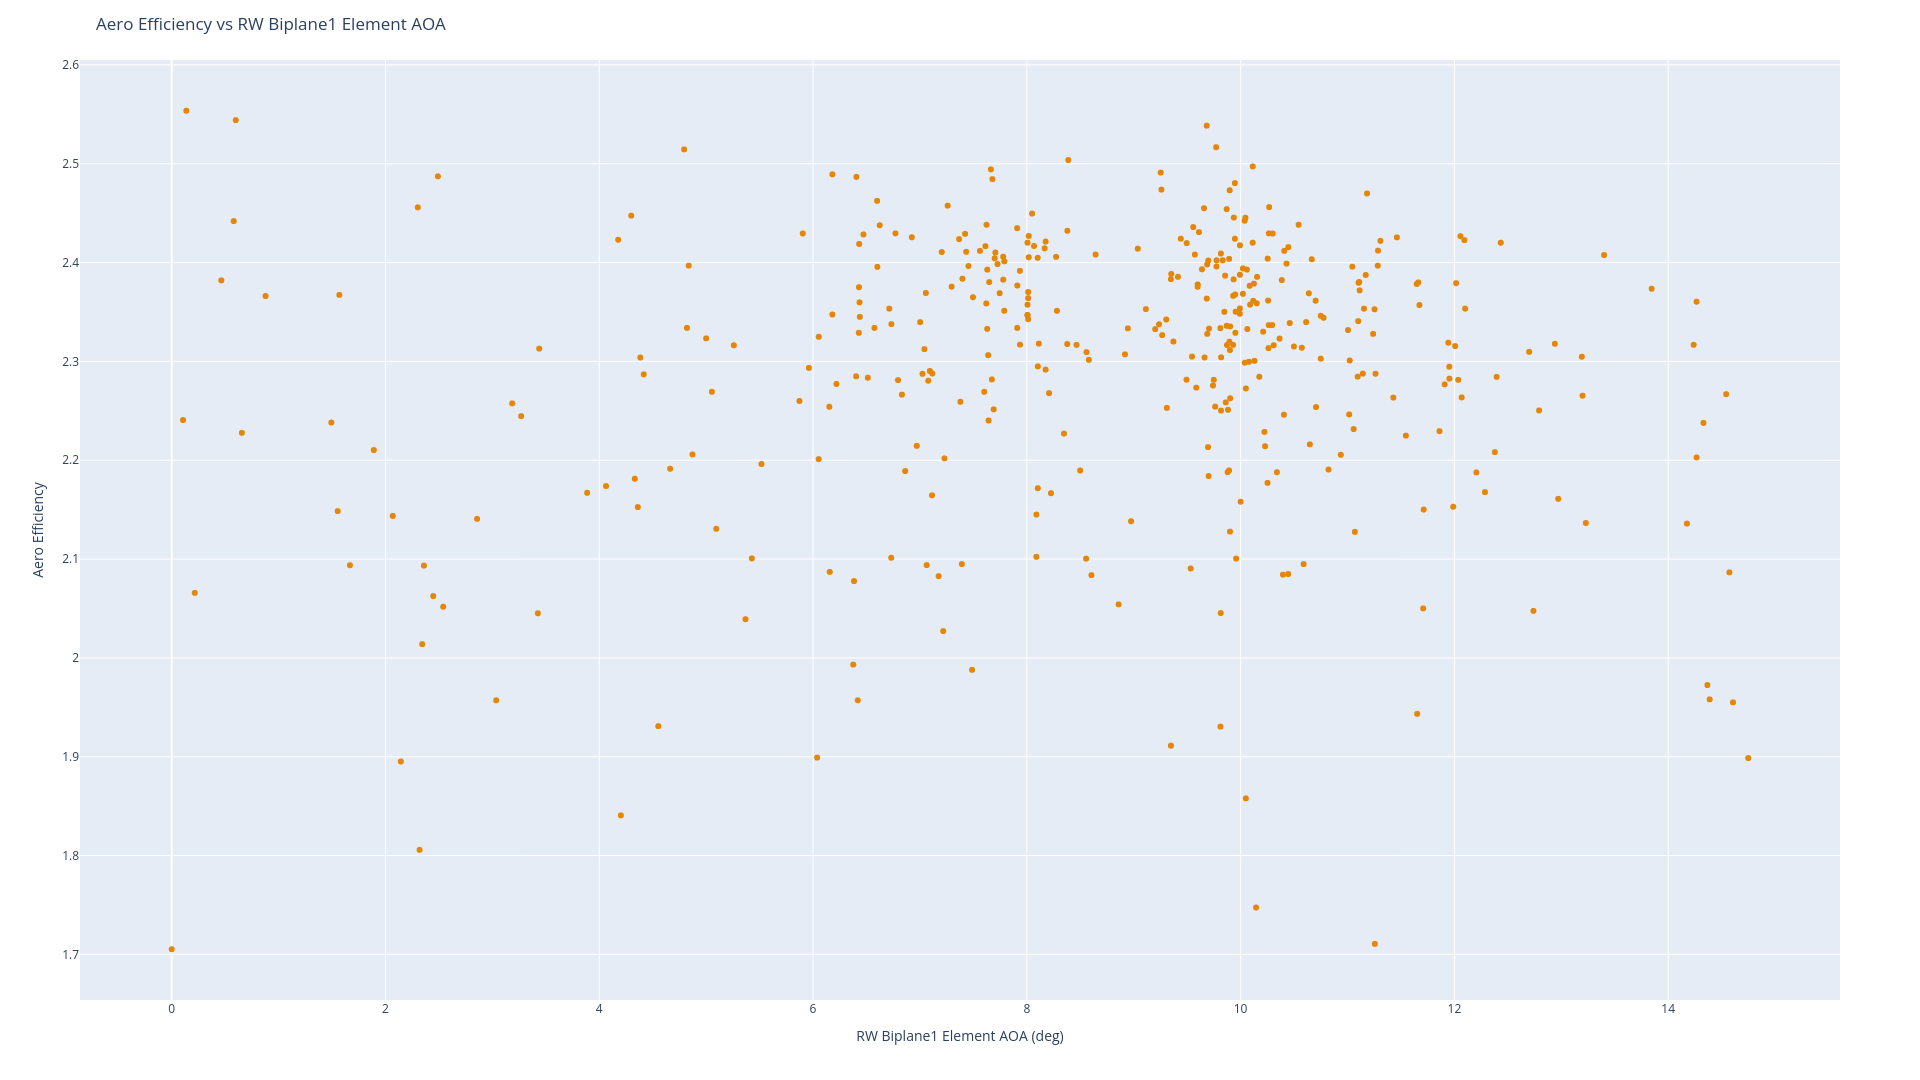 Aero Efficiency vs RW Biplane1 Element AOA
2.6
2.5
2.4
2.3
2.2
2.1
2
1.9
1.8
1.7
Aero Efficiency
0 2 4 6 8 10 12 14
RW Biplane1 Element AOA (deg)